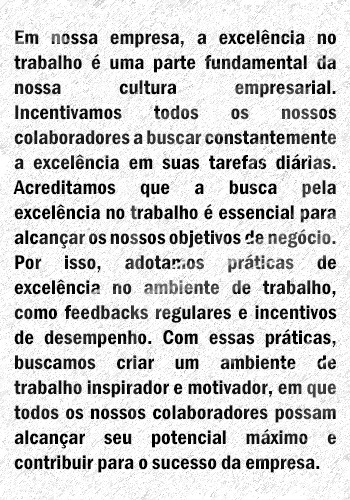 Em nossa empresa, a excelência no
trabalho é uma parte fundamental da
nossa cultura empresarial.
Incentivamos todos os nossos
colaboradores a buscar constantemente
a excelência em suas tarefas diárias.
Acreditamos que a busca pela
excelência no trabalho é essencial para
alcançar os nossos objetivos de negócio.
Por isso, adotamos práticas de
excelência no ambiente de trabalho,
como feedbacks regulares e incentivos
de desempenho. Com essas práticas,
buscamos criar um ambiente de
trabalho inspirador e motivador, em que
todos os nossos colaboradores possam
alcançar seu potencial máximo e
contribuir para o sucesso da empresa.